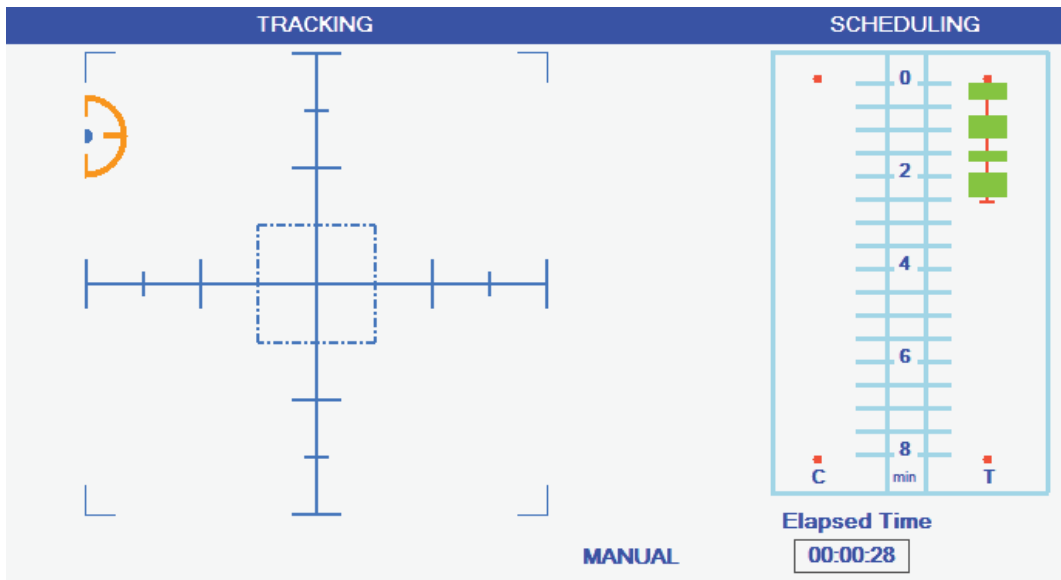 TRACKING
SCHEDULING
0
2
4
6
8
C min T
Elapsed Time
MANUAL 00:00:28